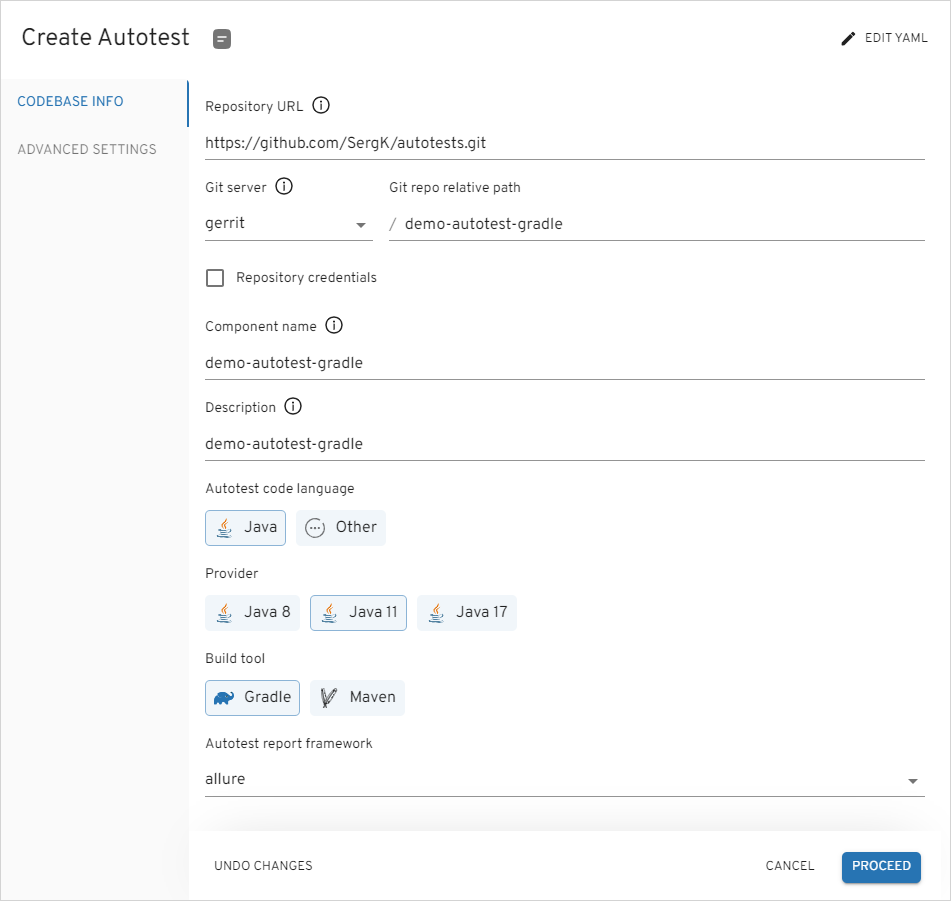 Create Autotest
EDIT YAML
CODEBASE INFO
ADVANCED SETTINGS
Repository URL
https://github.com/SergK/autotests.git
Git server
Git repo relative path
gerrit
/ demo-autotest-gradle
Repository credentials
Component name
demo-autotest-gradle
Description
demo-autotest-gradle
Autotest code language
Java Other
Provider
Java 8 Java 11 Java 17
Build tool
Gradle Maven
Autotest report framework
allure
UNDO CHANGES CANCEL PROCEED